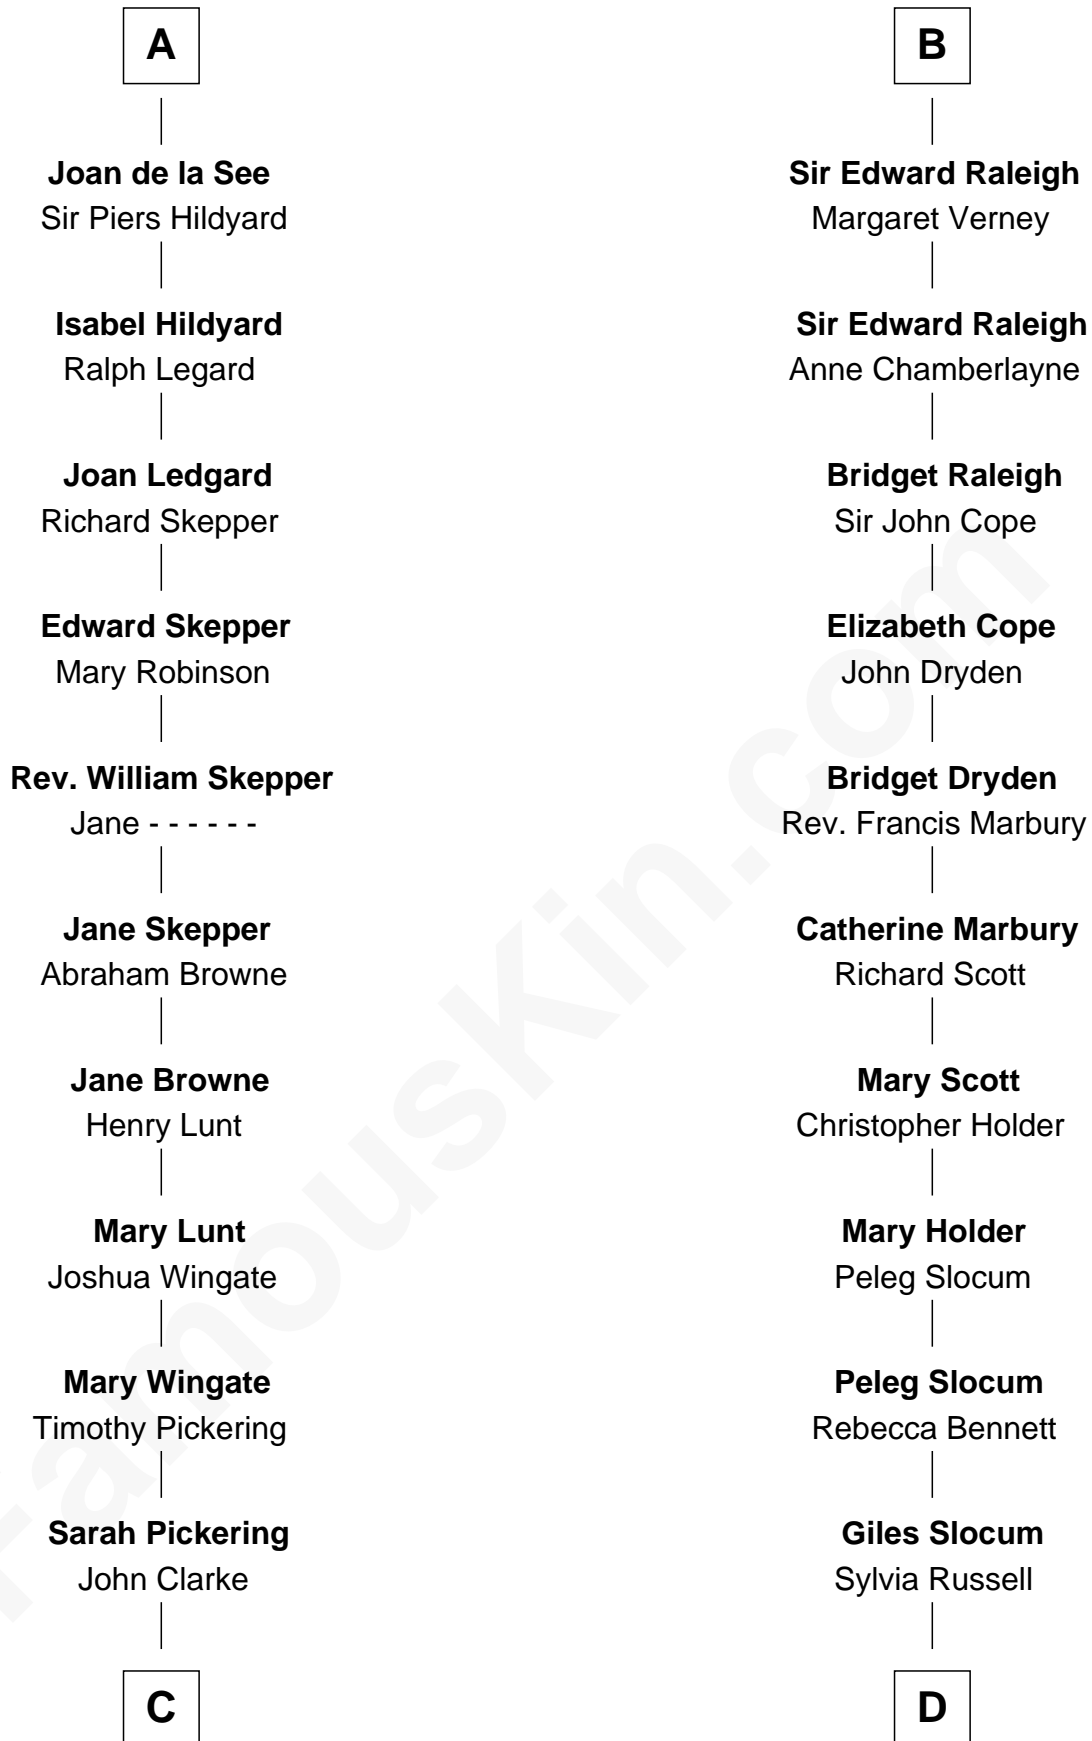 A
Joan de la See
Sir Piers Hildyard
Isabel Hildyard
Ralph Legard
Joan Ledgard
Richard Skepper
Edward Skepper
Mary Robinson
Rev. William Skepper
Jane - - - - - -
Jane Skepper
Abraham Browne
Jane Browne
Henry Lunt
Mary Lunt
Joshua Wingate
Mary Wingate
Timothy Pickering
Sarah Pickering
John Clarke
C
B
Sir Edward Raleigh
Margaret Verney
Sir Edward Raleigh
Anne Chamberlayne
Bridget Raleigh
Sir John Cope
Elizabeth Cope
John Dryden
Bridget Dryden
Rev. Francis Marbury
Catherine Marbury
Richard Scott
Mary Scott
Christopher Holder
Mary Holder
Peleg Slocum
Peleg Slocum
Rebecca Bennett
Giles Slocum
Sylvia Russell
D
FamousKin.com